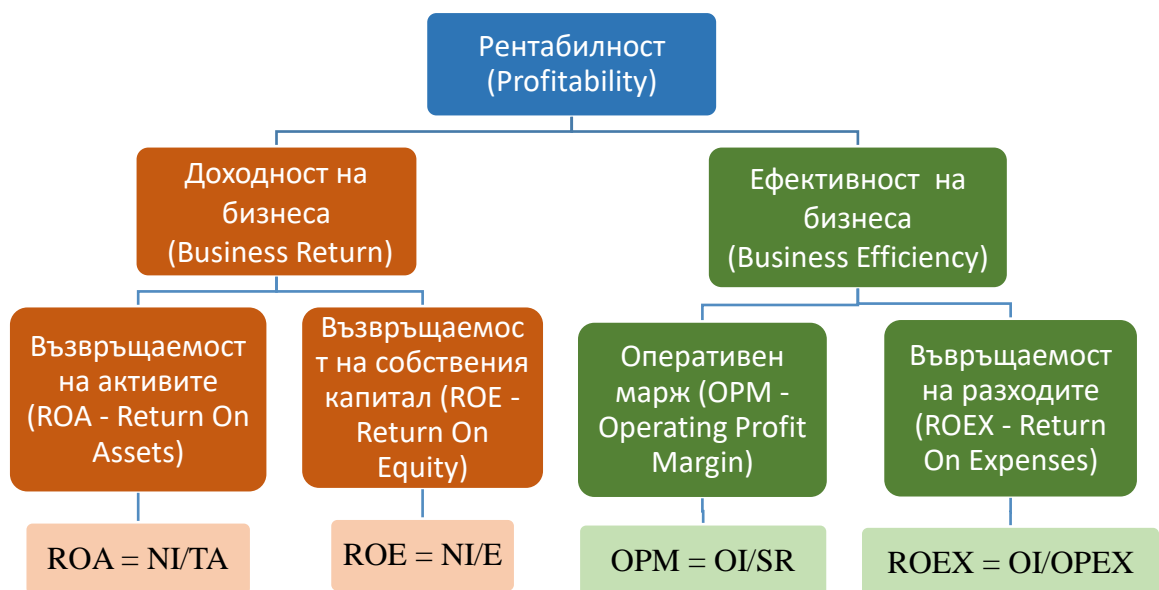 Рентабилност
(Profitability)
Доходност на
бизнеса
(Business Return)
Ефективност на
бизнеса
(Business Efficiency)
Възвръщаемост
на активите
(ROA - Return On
Assets)
Възвръщаемос
т на собствения
капитал (ROE -
Return On
Equity)
Оперативен
марж (OPM -
Operating Profit
Margin)
Във​ръщаемост
на разходите
(ROEX - Return
On Expenses)
ROA = NI/TA
ROE = NI/E
OPM = OI/SR
ROEX = OI/OPEX